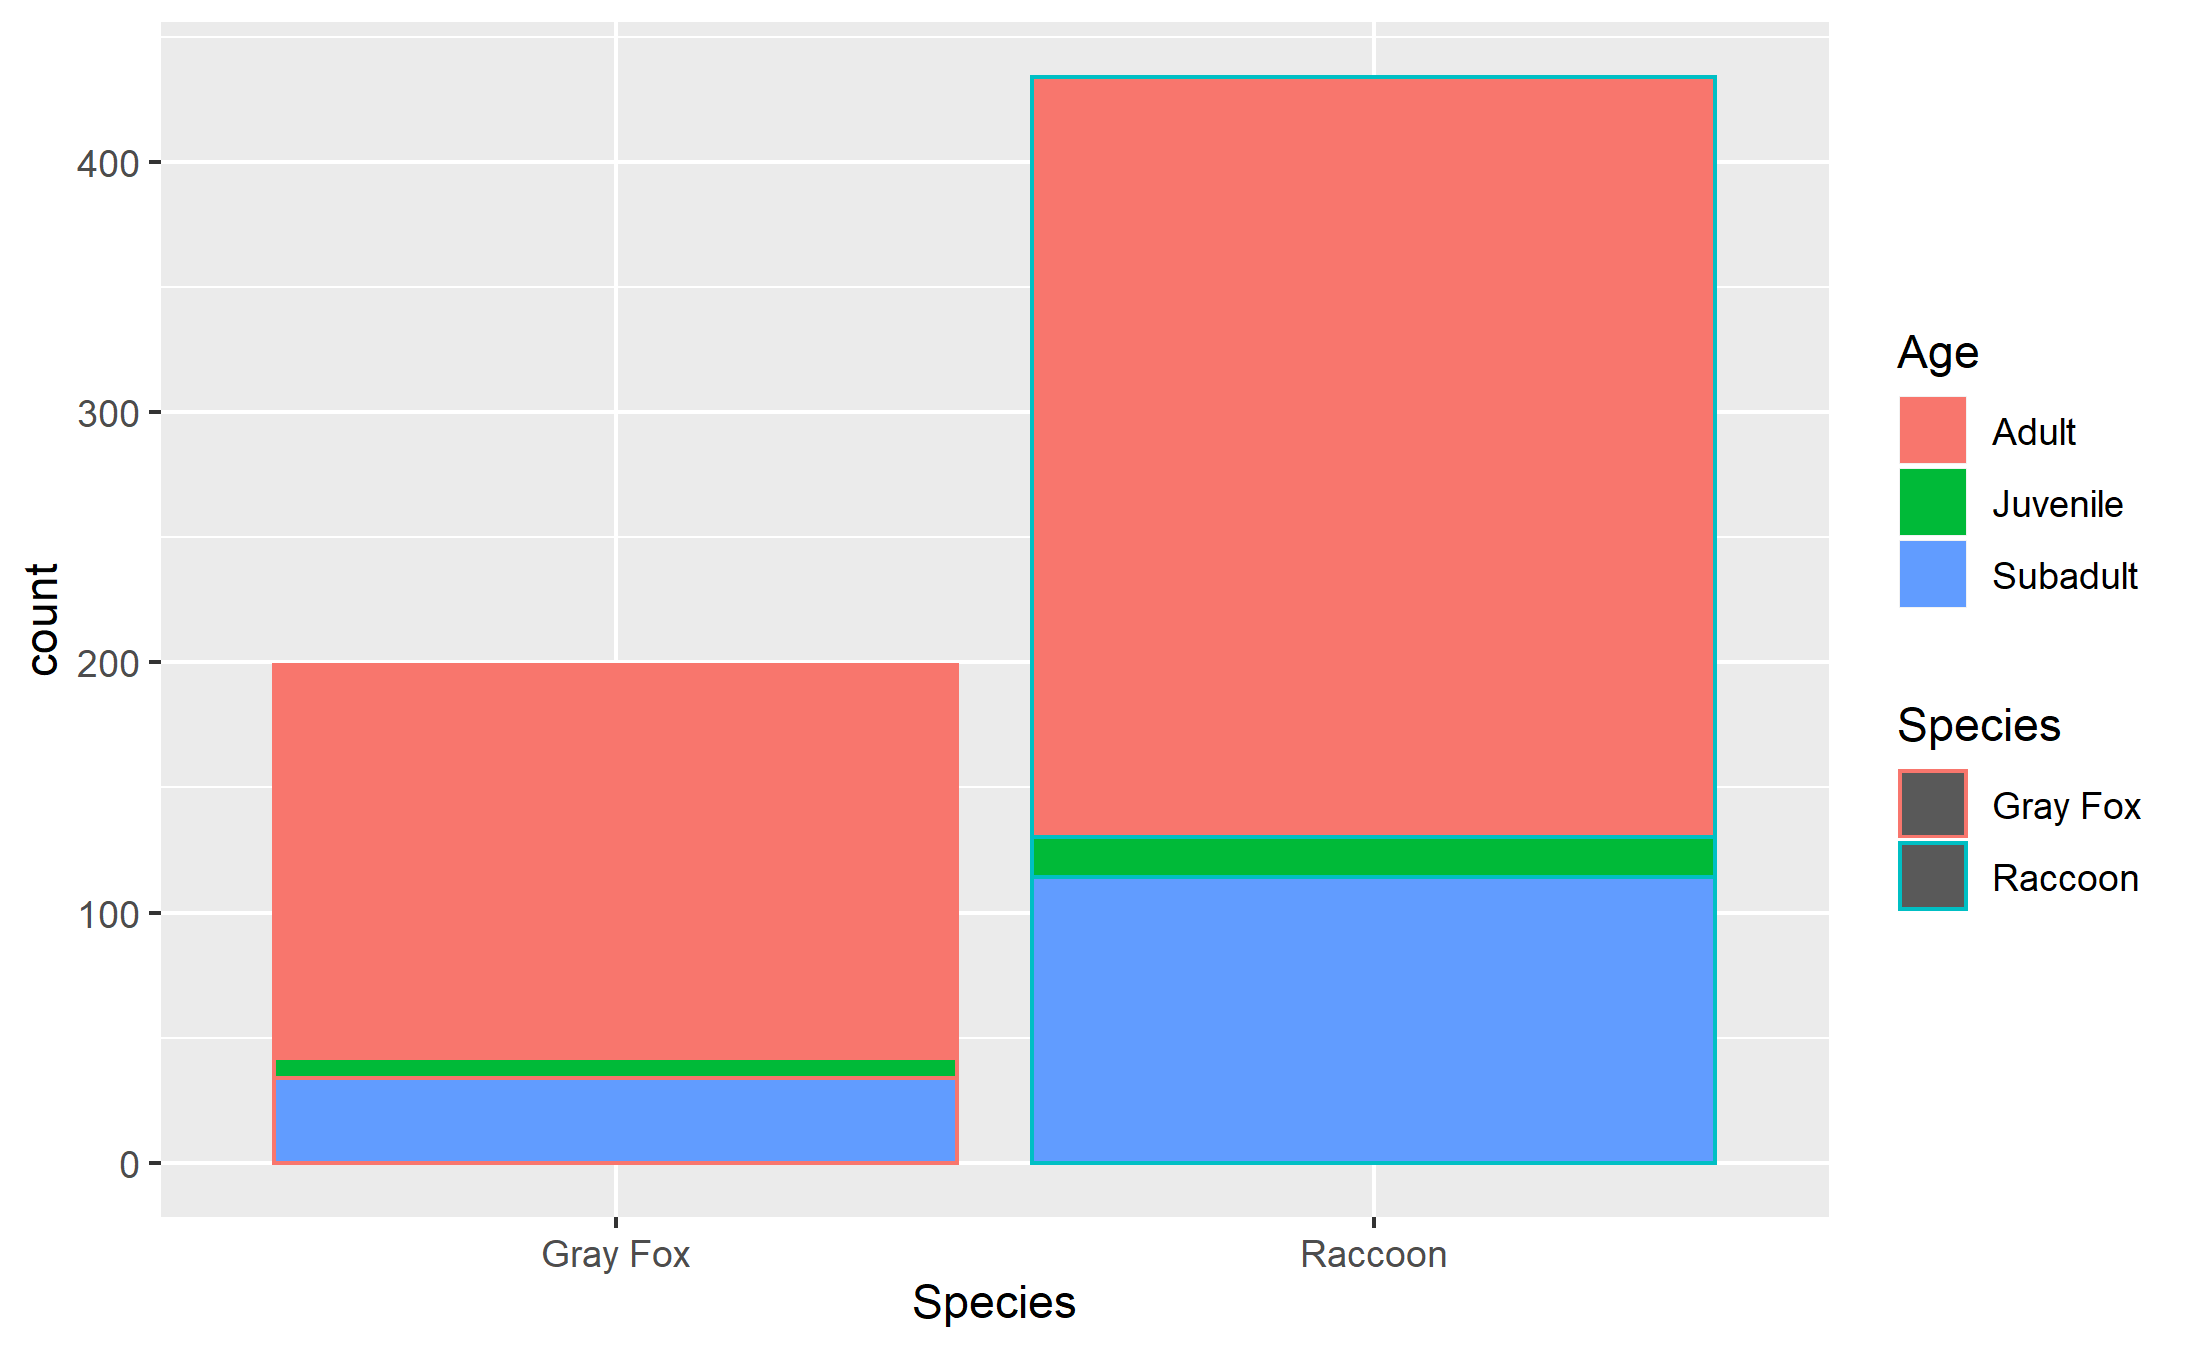 count
400
300
200
100
0
Gray Fox
Raccoon
Species
Age
Adult
Juvenile
Subadult
Species
Gray Fox
Raccoon